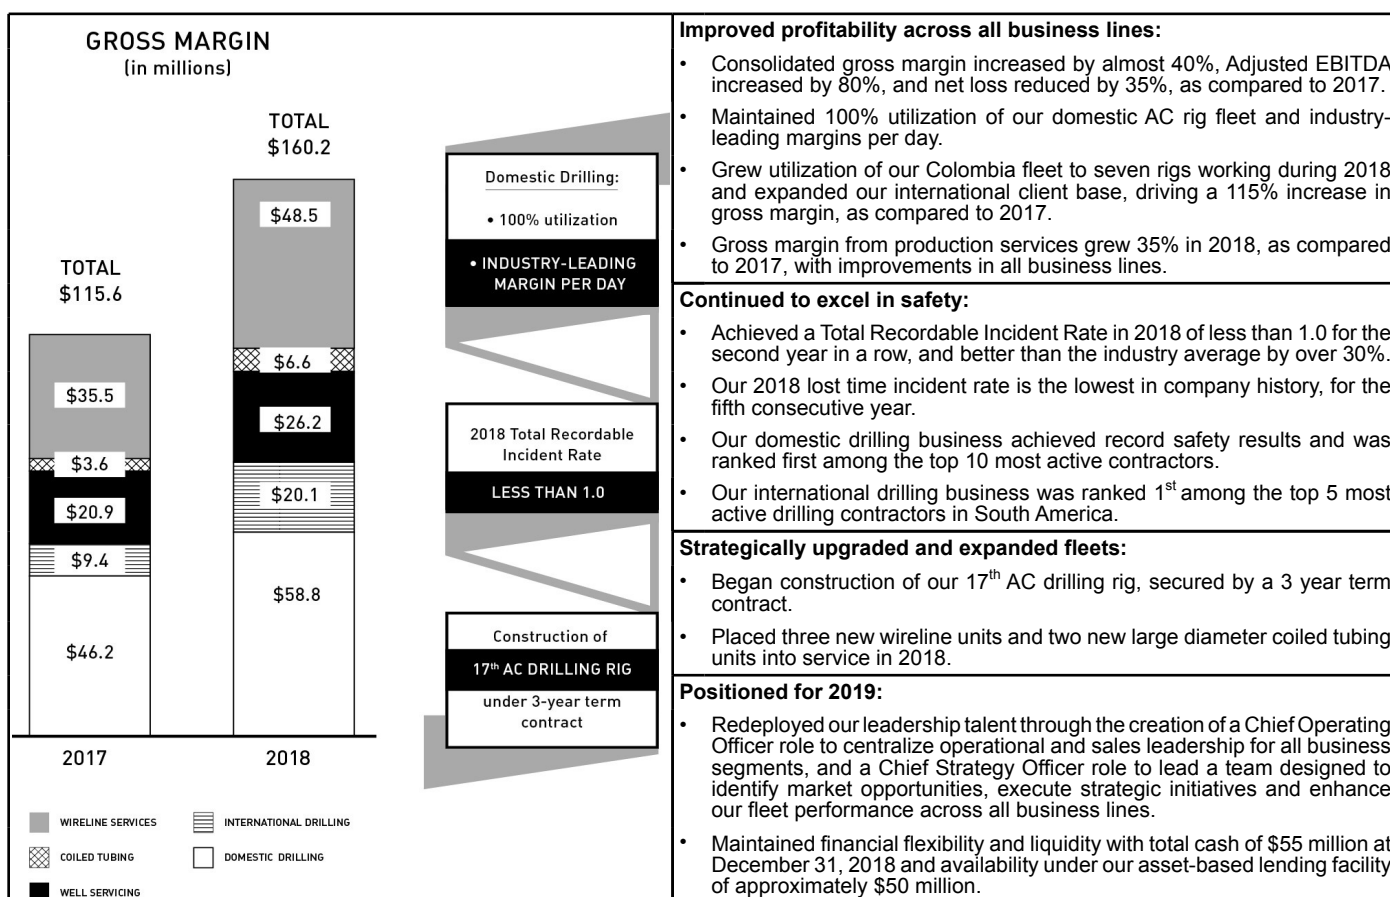 GROSS MARGIN
(in millions)
TOTAL
$160.2
$48.5
$6.6
$26.2
$20.1
$58.8
TOTAL
$115.6
$35.5
$3.6
$20.9
$9.4
$46.2
2017
2018
WIRELINE SERVICES
COILED TUBING
WELL SERVICING
INTERNATIONAL DRILLING
DOMESTIC DRILLING
Domestic Drilling:
• 100% utilization
• INDUSTRY-LEADING
MARGIN PER DAY
2018 Total Recordable
Incident Rate
LESS THAN 1.0
Construction of
17th AC DRILLING RIG
under 3-year term
contract
Improved profitability across all business lines:
• Consolidated gross margin increased by almost 40%, Adjusted EBITDA
increased by 80%, and net loss reduced by 35%, as compared to 2017.
• Maintained 100% utilization of our domestic AC rig fleet and industry-
leading margins per day.
• Grew utilization of our Colombia fleet to seven rigs working during 2018
and expanded our international client base, driving a 115% increase in
gross margin, as compared to 2017.
• Gross margin from production services grew 35% in 2018, as compared
to 2017, with improvements in all business lines.
Continued to excel in safety:
• Achieved a Total Recordable Incident Rate in 2018 of less than 1.0 for the
second year in a row, and better than the industry average by over 30%.
• Our 2018 lost time incident rate is the lowest in company history, for the
fifth consecutive year.
• Our domestic drilling business achieved record safety results and was
ranked first among the top 10 most active contractors.
• Our international drilling business was ranked 1st among the top 5 most
active drilling contractors in South America.
Strategically upgraded and expanded fleets:
• Began construction of our 17th AC drilling rig, secured by a 3 year term
contract.
• Placed three new wireline units and two new large diameter coiled tubing
units into service in 2018.
Positioned for 2019:
• Redeployed our leadership talent through the creation of a Chief Operating
Officer role to centralize operational and sales leadership for all business
segments, and a Chief Strategy Officer role to lead a team designed to
identify market opportunities, execute strategic initiatives and enhance
our fleet performance across all business lines.
• Maintained financial flexibility and liquidity with total cash of $55 million at
December 31, 2018 and availability under our asset-based lending facility
of approximately $50 million.